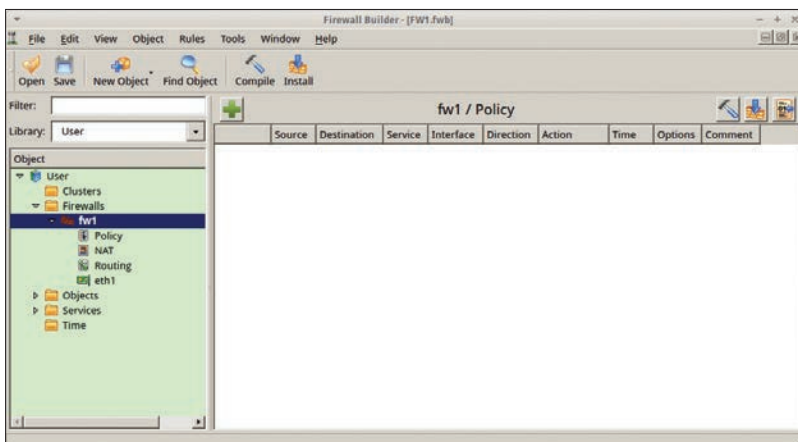 Firewall Builder - [FW1.fwb]
File Edit View Object Rules Tools Window Help
Open Save New Object Find Object Compile Install
Filter:
fw1 / Policy
Library: User
Source Destination Service Interface Direction Action Time Options Comment
Object
User
Clusters
Firewalls
fw1
Policy
NAT
Routing
eth1
Objects
Services
Time